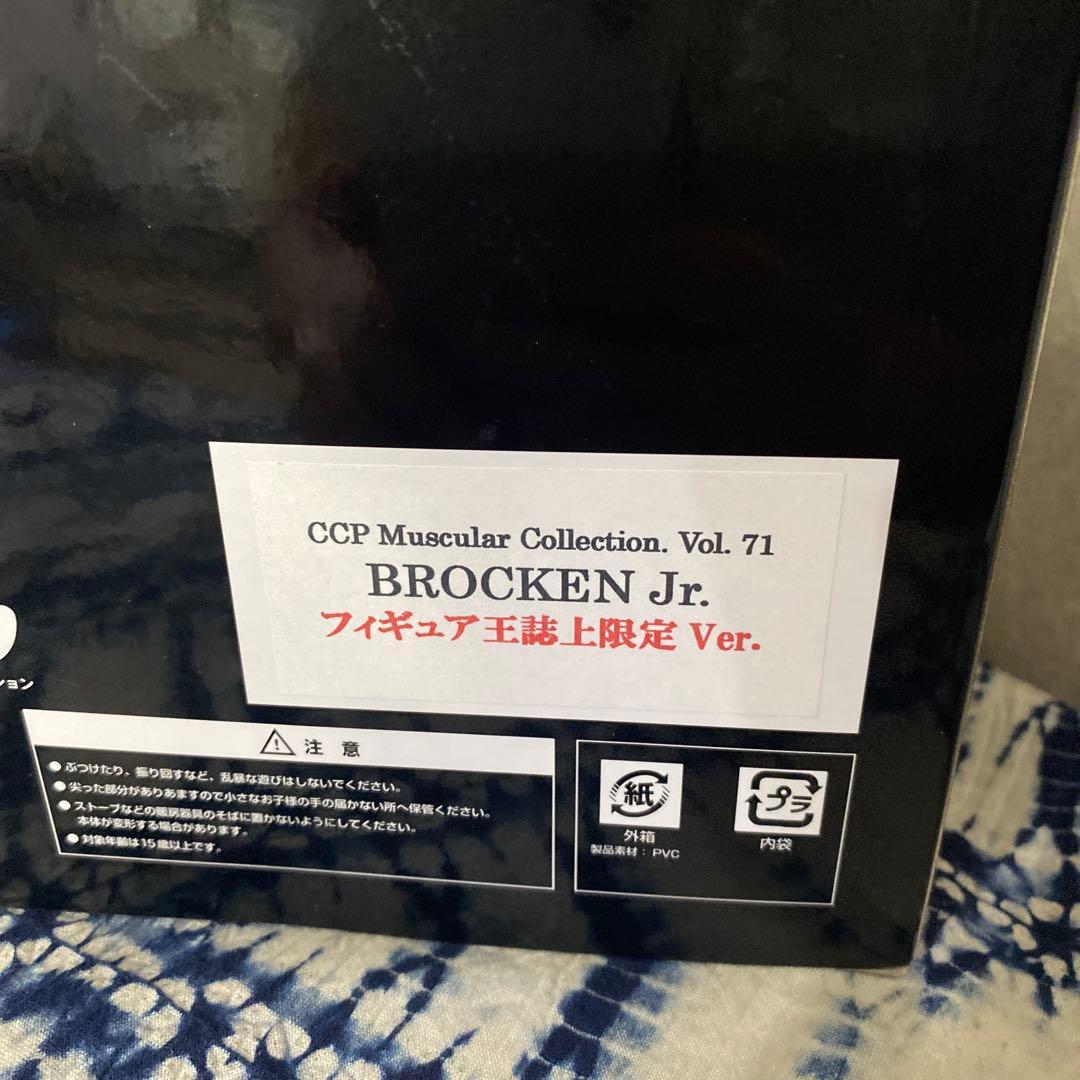 CCP Muscular Collection. Vol. 71
BROCKEN Jr.
フィギュア王誌上限定 Ver.
ション
注 意
● ぶつけたり、振り回すなど、乱暴な遊びはしないでください。
● 尖った部分がありあますので小さなお子様の手の届かない所へ保管ください。
● ストーブなどの暖房器具のそばに置かないようにしてください。
本体が変形する場合があります。
● 対象年齢は15歳以上です。
紙
外箱
製品素材：PVC
プラ
内袋